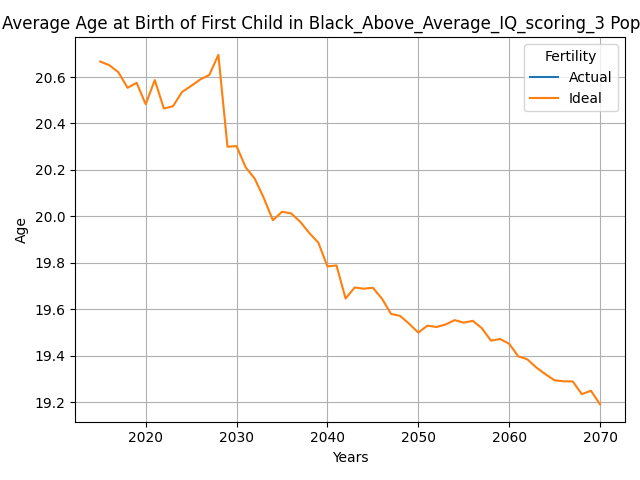 Average Age at Birth of First Child in Black_Above_Average_IQ_scoring_3 Pop
Fertility
Actual
Ideal
20.6
20.4
20.2
20.0
19.8
19.6
19.4
19.2
Age
2020 2030 2040 2050 2060 2070
Years